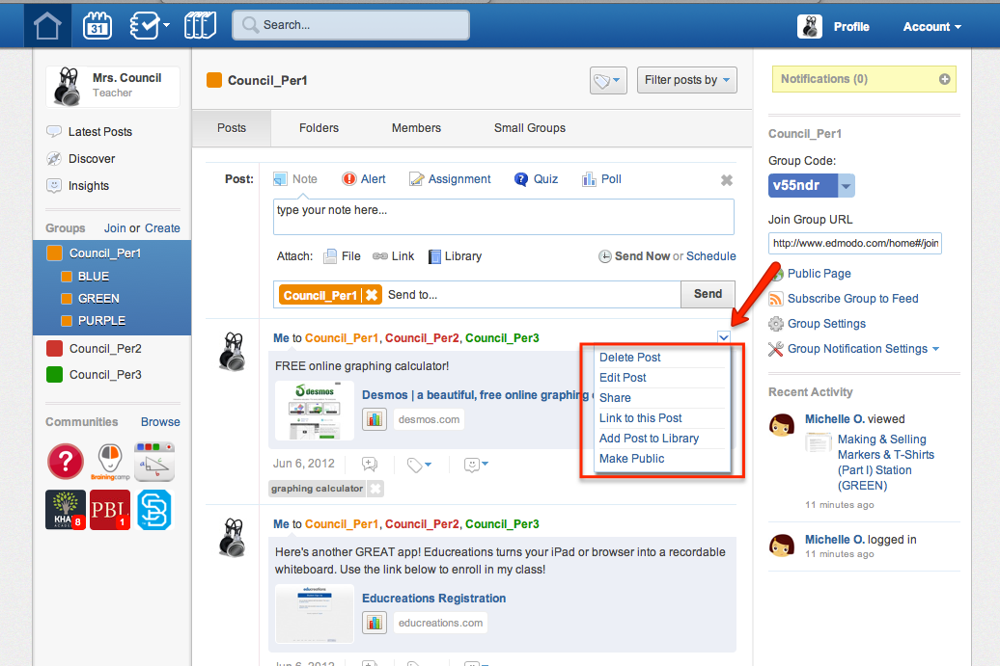 31
Search...
Profile
Account
Mrs. Council
Teacher
Latest Posts
Discover
Insights
Groups Join or Create
Council_Per1
BLUE
GREEN
PURPLE
Council_Per2
Council_Per3
Communities Browse
?
Brainingcamp
a b c
KHAN
ACADEMY
8
PBL
1
Council_Per1
Filter posts by
Posts Folders Members Small Groups
Post: Note Alert Assignment Quiz Poll
type your note here...
Attach: File Link Library Send Now or Schedule
Council_Per1 Send to... Send
Me to Council_Per1, Council_Per2, Council_Per3
FREE online graphing calculator!
desmos
Desmos | a beautiful, free online graphing
desmos.com
Delete Post
Edit Post
Share
Link to this Post
Add Post to Library
Make Public
Jun 6, 2012
graphing calculator
Me to Council_Per1, Council_Per2, Council_Per3
Here's another GREAT app! Educreations turns your iPad or browser into a recordable
whiteboard. Use the link below to enroll in my class!
educreations
Educreations Registration
educreations.com
Jun 6, 2012
Notifications (0)
Council_Per1
Group Code:
v55ndr
Join Group URL
http://www.edmodo.com/home#/join
Public Page
Subscribe Group to Feed
Group Settings
Group Notification Settings
Recent Activity
Michelle O. viewed
Making & Selling
Markers & T-Shirts
(Part I) Station
(GREEN)
11 minutes ago
Michelle O. logged in
11 minutes ago